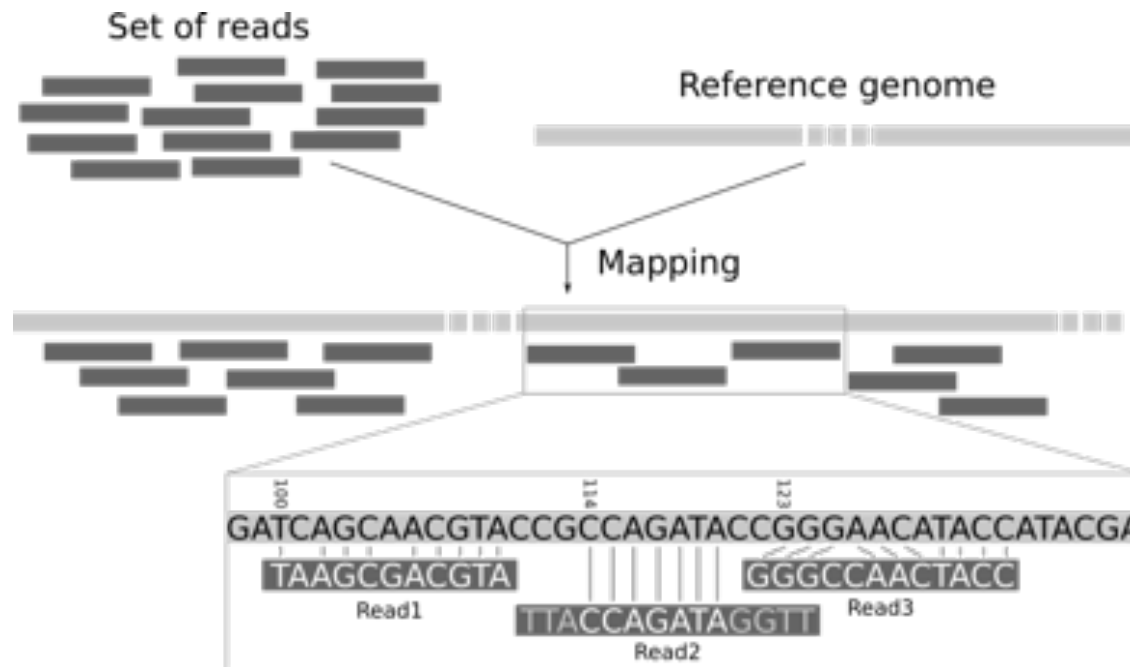 Set of reads
Reference genome
Mapping
100 114 123
GATCAGCAACGTACCGCCAGATACCGGGAACATACCATACGA
TAAGCGACGTA
GGGCCAACTACC
Read1
Read3
TTACCAGATAGGTT
Read2